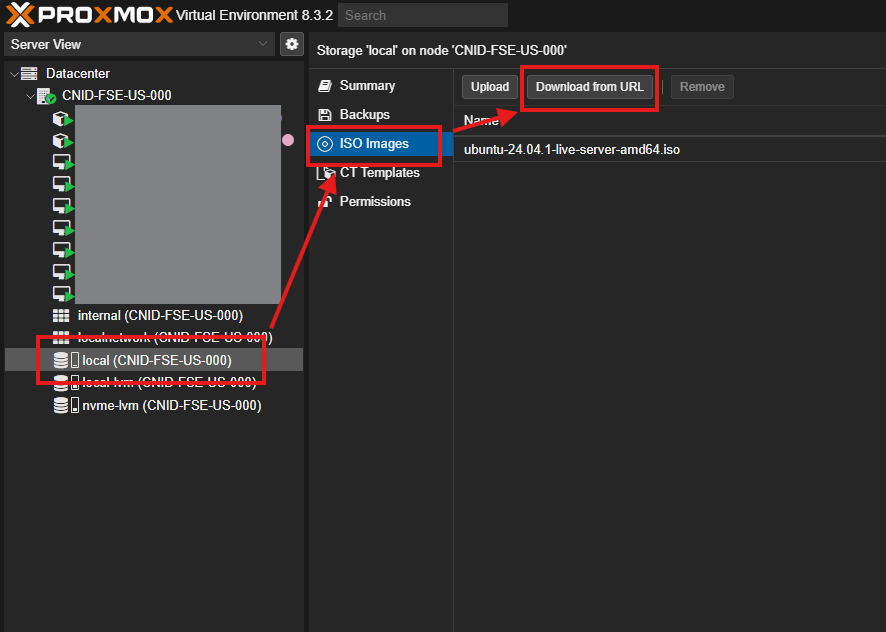 PROXMOX Virtual Environment 8.3.2 Search
Server View
Datacenter
CNID-FSE-US-000
internal (CNID-FSE-US-000)
localnetwork (CNID-FSE-US-000)
local (CNID-FSE-US-000)
local-lvm (CNID-FSE-US-000)
nvme-lvm (CNID-FSE-US-000)
Storage 'local' on node 'CNID-FSE-US-000'
Summary
Backups
ISO Images
CT Templates
Permissions
Upload Download from URL Remove
Name
ubuntu-24.04.1-live-server-amd64.iso